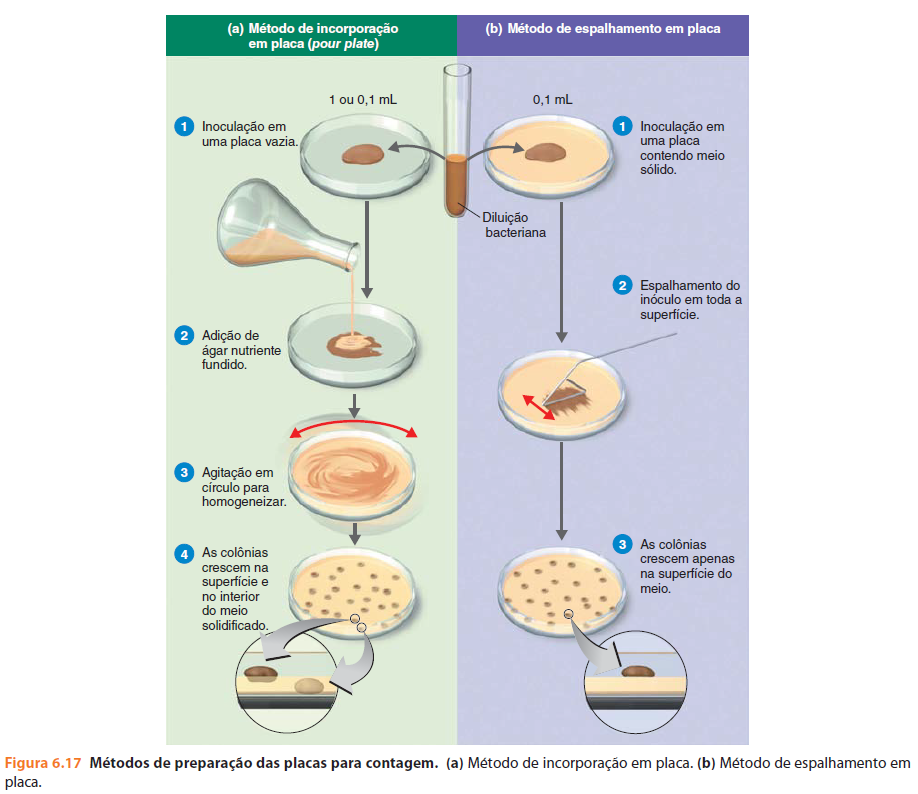 (a) Método de incorporação
em placa (pour plate)
(b) Método de espalhamento em placa
1 ou 0,1 mL
1 Inoculação em
uma placa vazia.
2 Adição de
ágar nutriente
fundido.
3 Agitação em
círculo para
homogeneizar.
4 As colônias
crescem na
superfície e
no interior
do meio
solidificado.
Diluição
bacteriana
0,1 mL
1 Inoculação em
uma placa
contendo meio
sólido.
2 Espalhamento do
inóculo em toda a
superfície.
3 As colônias
crescem apenas
na superfície do
meio.
Figura 6.17 Métodos de preparação das placas para contagem. (a) Método de incorporação em placa. (b) Método de espalhamento em
placa.